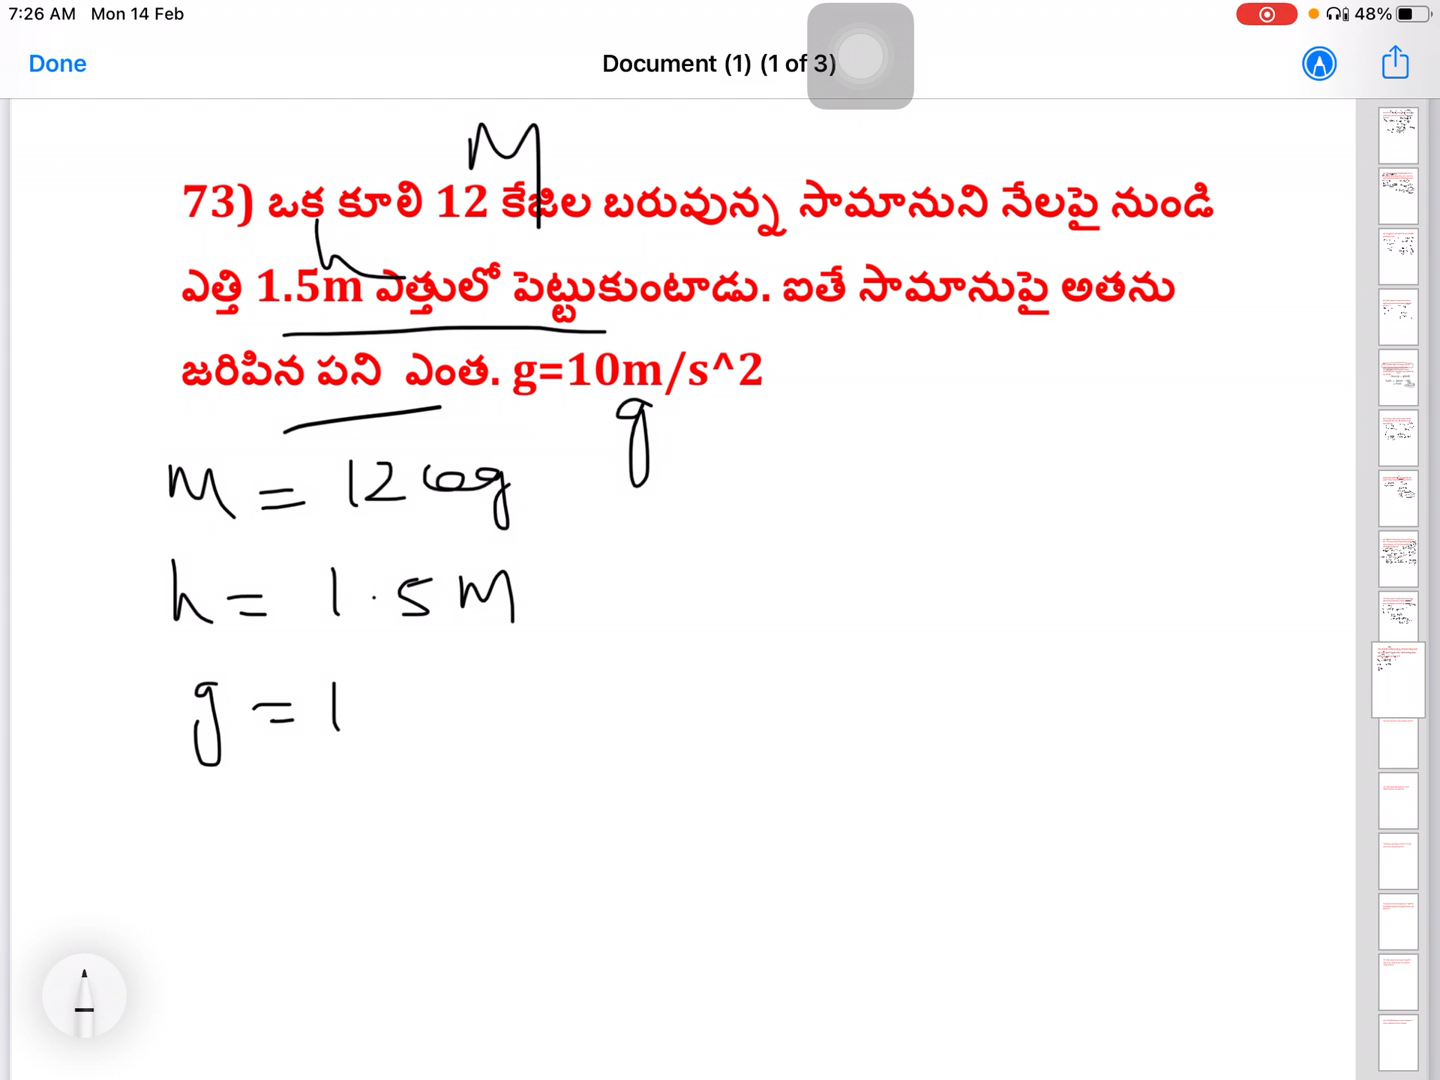 7:26 AM Mon 14 Feb
48%
Done
Document (1) (1 of 3)
M
73) ఒక కూలి 12 కేజిల బరువున్న సామానుని నేలపై నుండి
h
ఎత్తి 1.5m ఎత్తులో పెట్టుకుంటాడు. ఐతే సామానుపై అతను
జరిపిన పని ఎంత. g=10m/s^2
g
M = 12
h = 1.5 M
g = 1